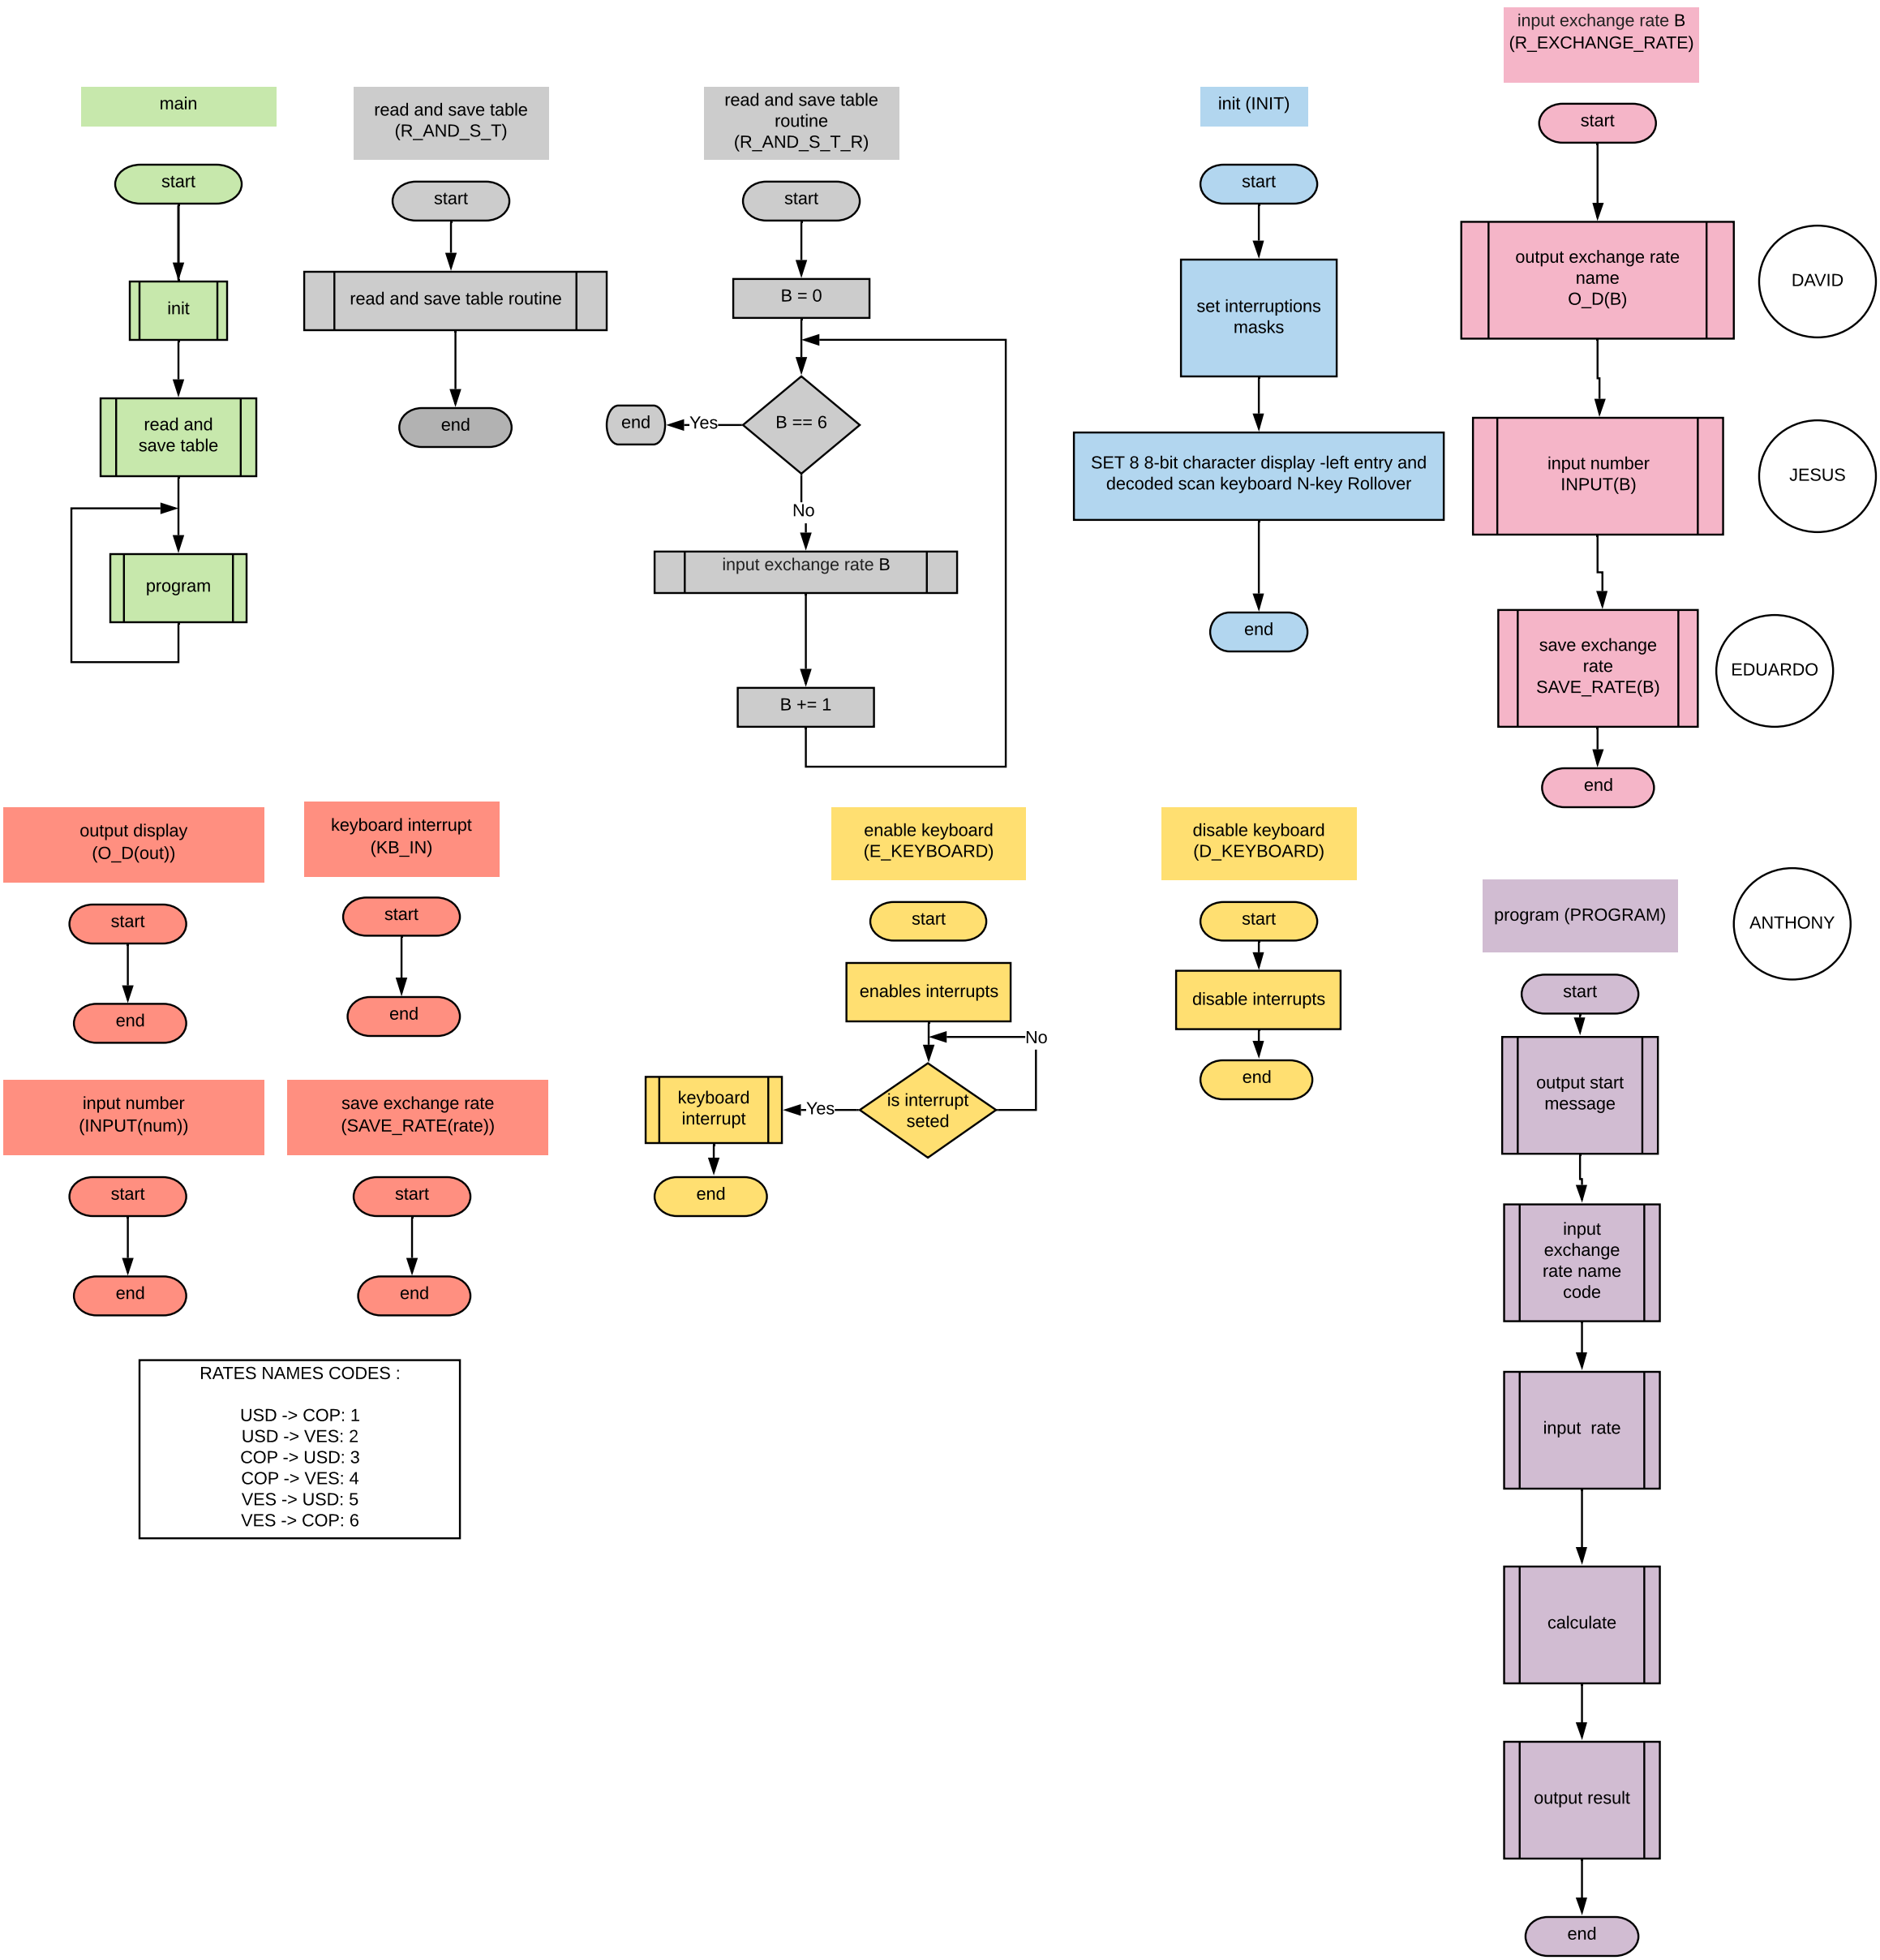 main
start
init
read and
save table
program
read and save table
(R_AND_S_T)
start
read and save table routine
end
read and save table
routine
(R_AND_S_T_R)
start
B = 0
B == 6
Yes
end
No
input exchange rate B
B += 1
init (INIT)
start
set interruptions
masks
SET 8 8-bit character display -left entry and
decoded scan keyboard N-key Rollover
end
input exchange rate B
(R_EXCHANGE_RATE)
start
output exchange rate
name
O_D(B)
DAVID
input number
INPUT(B)
JESUS
save exchange
rate
SAVE_RATE(B)
EDUARDO
end
output display
(O_D(out))
start
end
keyboard interrupt
(KB_IN)
start
end
input number
(INPUT(num))
start
end
save exchange rate
(SAVE_RATE(rate))
start
end
RATES NAMES CODES :
USD -> COP: 1
USD -> VES: 2
COP -> USD: 3
COP -> VES: 4
VES -> USD: 5
VES -> COP: 6
enable keyboard
(E_KEYBOARD)
start
enables interrupts
No
is interrupt
seted
Yes
keyboard
interrupt
end
disable keyboard
(D_KEYBOARD)
start
disable interrupts
end
program (PROGRAM)
ANTHONY
start
output start
message
input
exchange
rate name
code
input rate
calculate
output result
end